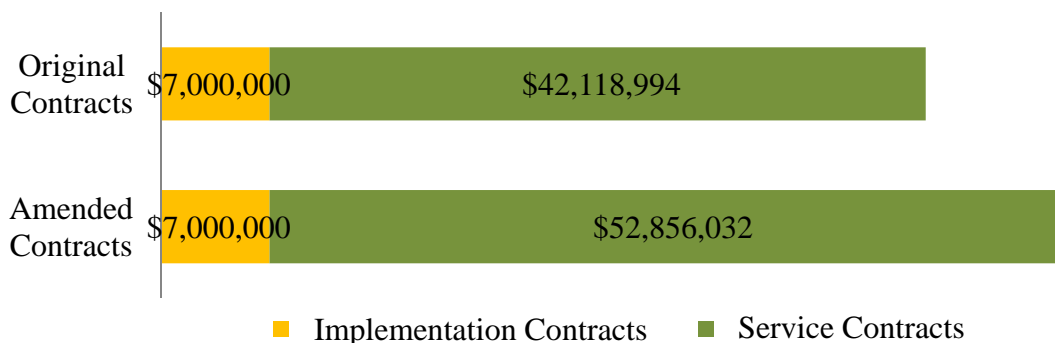 Original
Contracts
$7,000,000
$42,118,994
Amended
Contracts
$7,000,000
$52,856,032
Implementation Contracts
Service Contracts